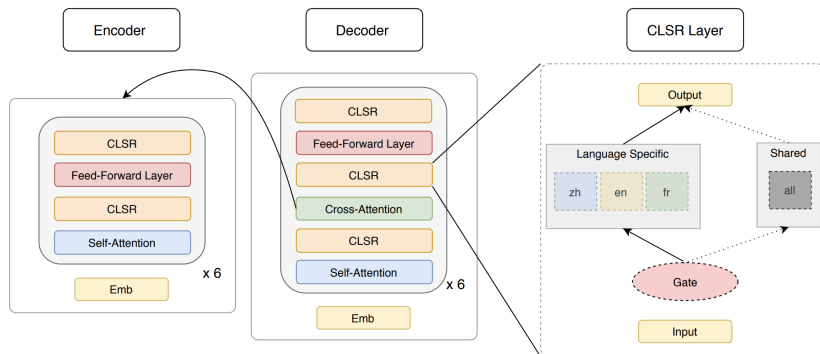 Encoder
CLSR
Feed-Forward Layer
CLSR
Self-Attention
x 6
Emb
Decoder
CLSR
Feed-Forward Layer
CLSR
Cross-Attention
CLSR
Self-Attention
x 6
Emb
CLSR Layer
Output
Language Specific
zh
en
fr
Shared
all
Gate
Input